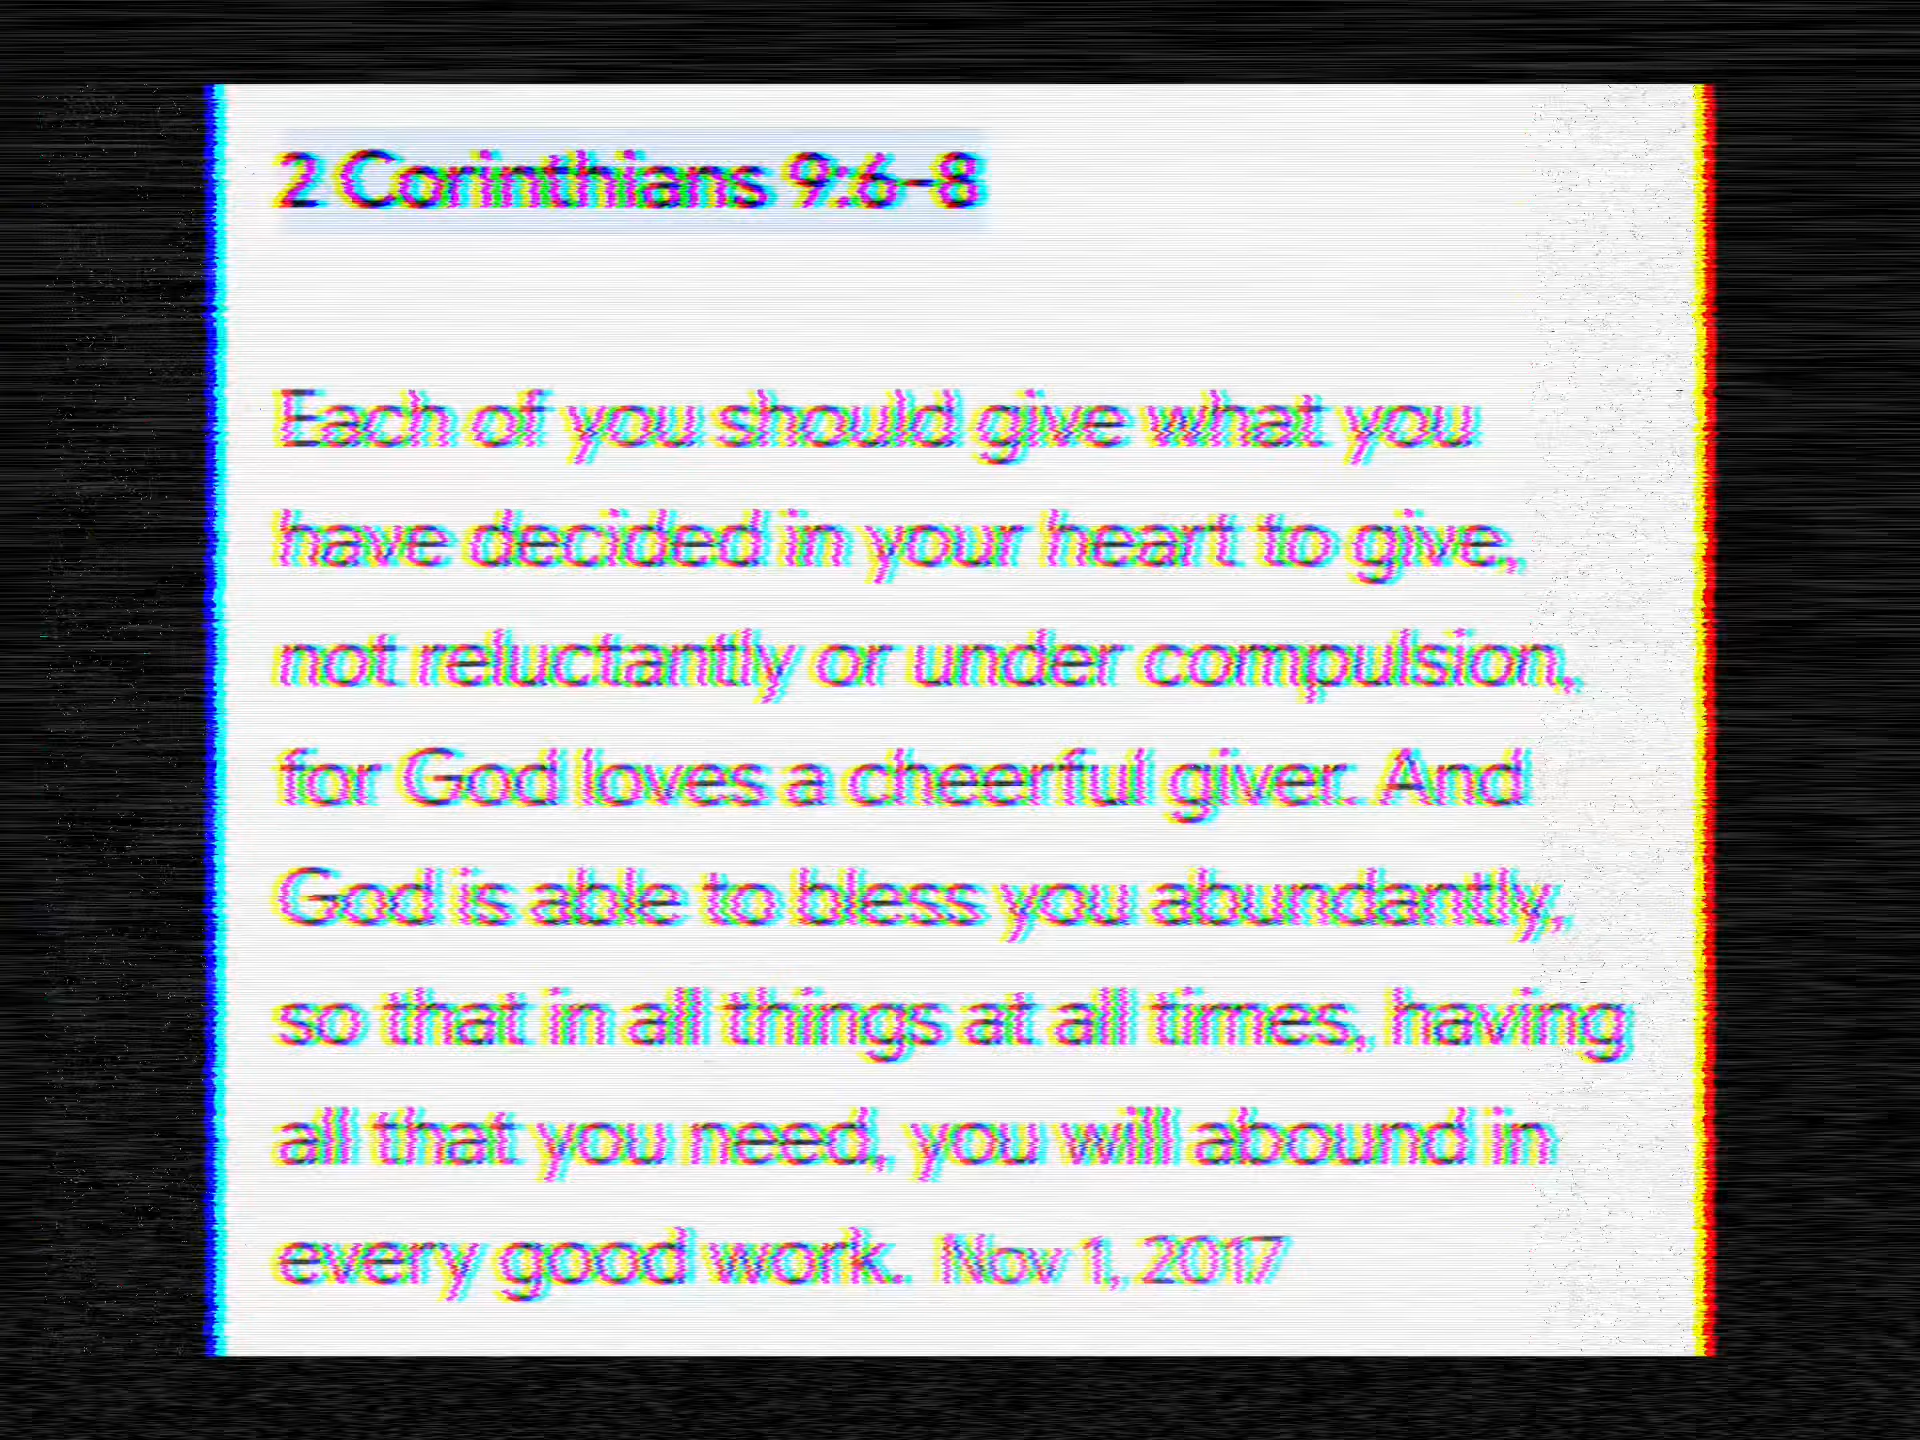 2 Corinthians 9:6-8
Each of you should give what you
have decided in your heart to give,
not reluctantly or under compulsion,
for God loves a cheerful giver. And
God is able to bless you abundantly,
so that in all things at all times, having
all that you need, you will abound in
every good work. Nov 1, 2017